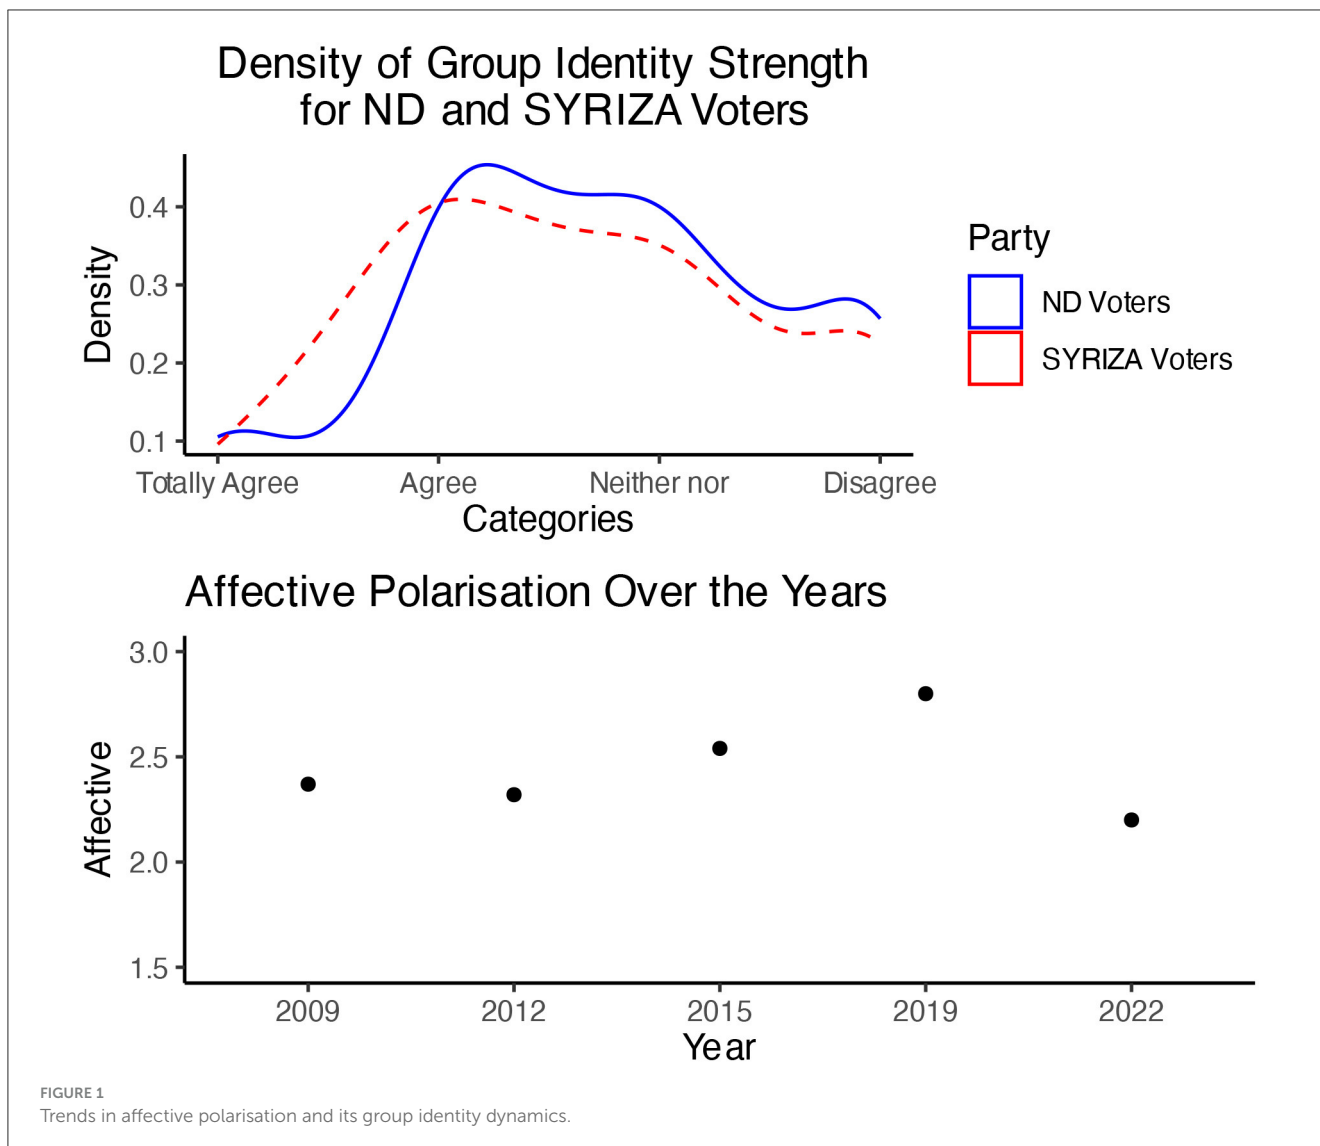 Density of Group Identity Strength
for ND and SYRIZA Voters
Density
0.4
0.3
0.2
0.1
Totally Agree
Agree
Neither nor
Disagree
Categories
Party
ND Voters
SYRIZA Voters
Affective Polarisation Over the Years
Affective
3.0
2.5
2.0
1.5
2009
2012
2015
2019
2022
Year
FIGURE 1
Trends in affective polarisation and its group identity dynamics.